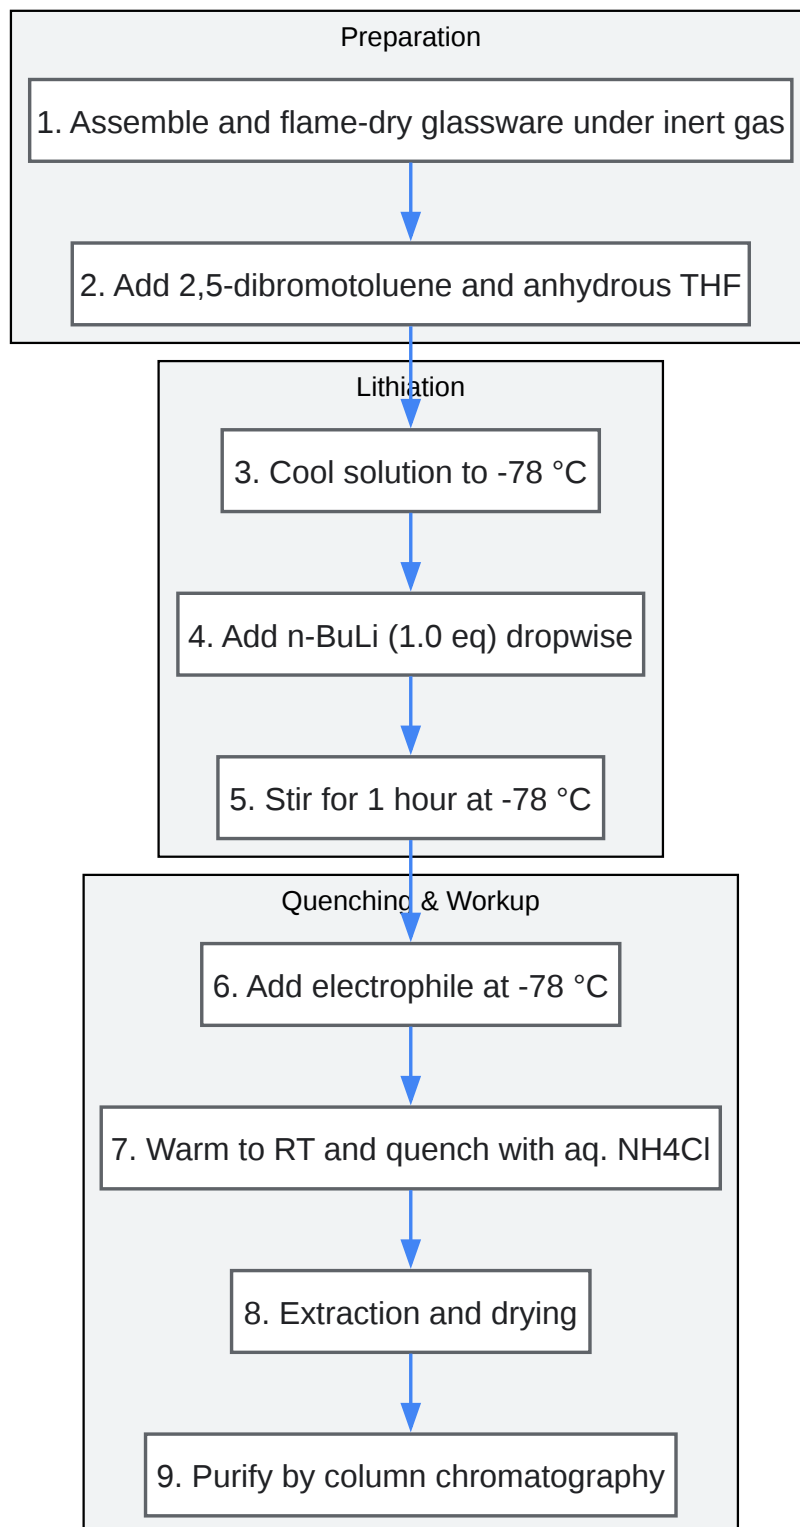 Preparation
1. Assemble and flame-dry glassware under inert gas
2. Add 2,5-dibromotoluene and anhydrous THF
Lithiation
3. Cool solution to -78 °C
4. Add n-BuLi (1.0 eq) dropwise
5. Stir for 1 hour at -78 °C
Quenching & Workup
6. Add electrophile at -78 °C
7. Warm to RT and quench with aq. NH4Cl
8. Extraction and drying
9. Purify by column chromatography